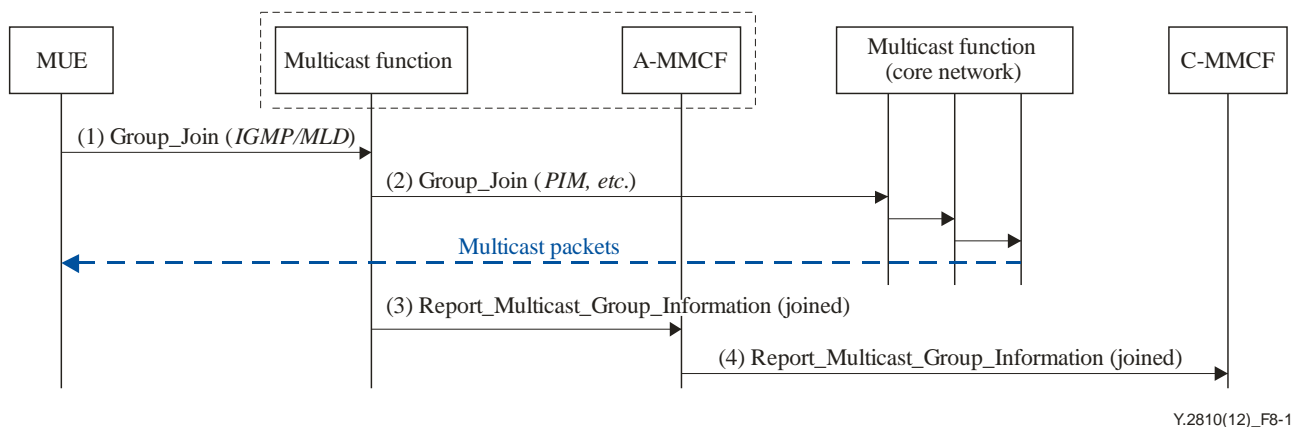 MUE
Multicast function
A-MMCF
Multicast function
(core network)
C-MMCF
(1) Group_Join (IGMP/MLD)
(2) Group_Join (PIM, etc.)
Multicast packets
(3) Report_Multicast_Group_Information (joined)
(4) Report_Multicast_Group_Information (joined)
Y.2810(12)_F8-1